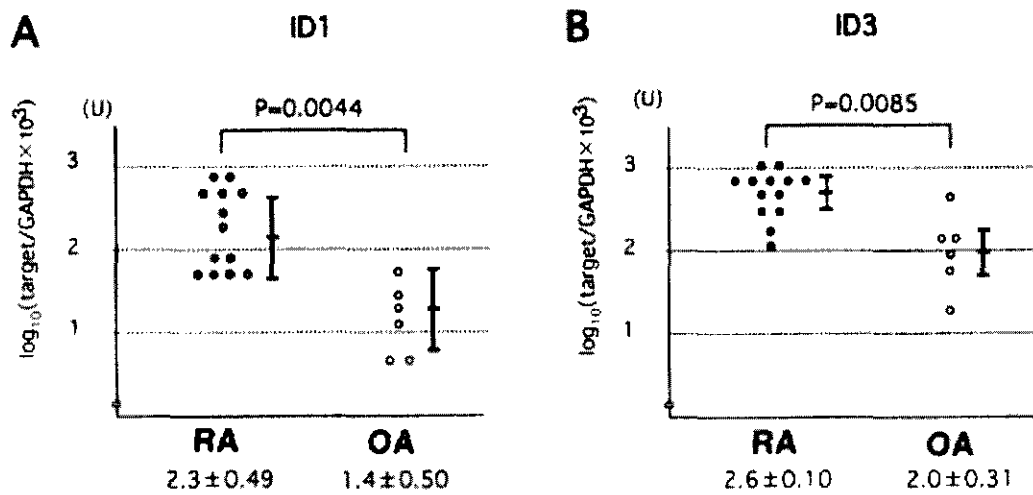 A
ID1
(U)
P=0.0044
log₁₀(target/GAPDH×10³)
3
2
1
RA
OA
2.3±0.49
1.4±0.50
B
ID3
(U)
P=0.0085
log₁₀(target/GAPDH×10³)
3
2
1
RA
OA
2.6±0.10
2.0±0.31